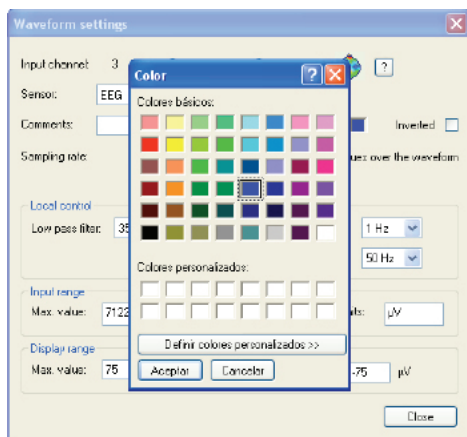 Waveform settings
Input channel: 3
Sensor: EEG
Comments:
Inverted
Sampling rate:
over the waveform
Local control
Low pass filter: 35
1 Hz
50 Hz
Input range
Max. value: 7122
µV
Display range
Max. value: 75
-75 µV
Close
Color
Colores básicos:
Colores personalizados:
Definir colores personalizados >>
Aceptar Cancelar